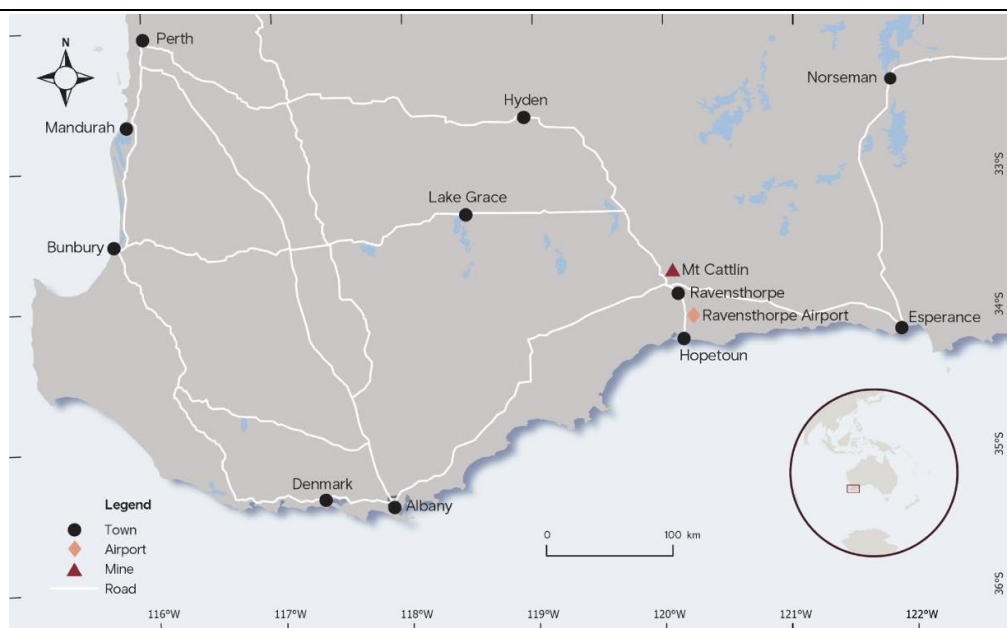 N
Perth
Norseman
Hyden
Mandurah
33°S
Lake Grace
Bunbury
Mt Cattlin
Ravensthorpe
34°S
Ravensthorpe Airport
Esperance
Hopetoun
35°S
Denmark
Albany
Legend
Town
Airport
Mine
Road
0
100 km
36°S
116°W
117°W
118°W
119°W
120°W
121°W
122°W